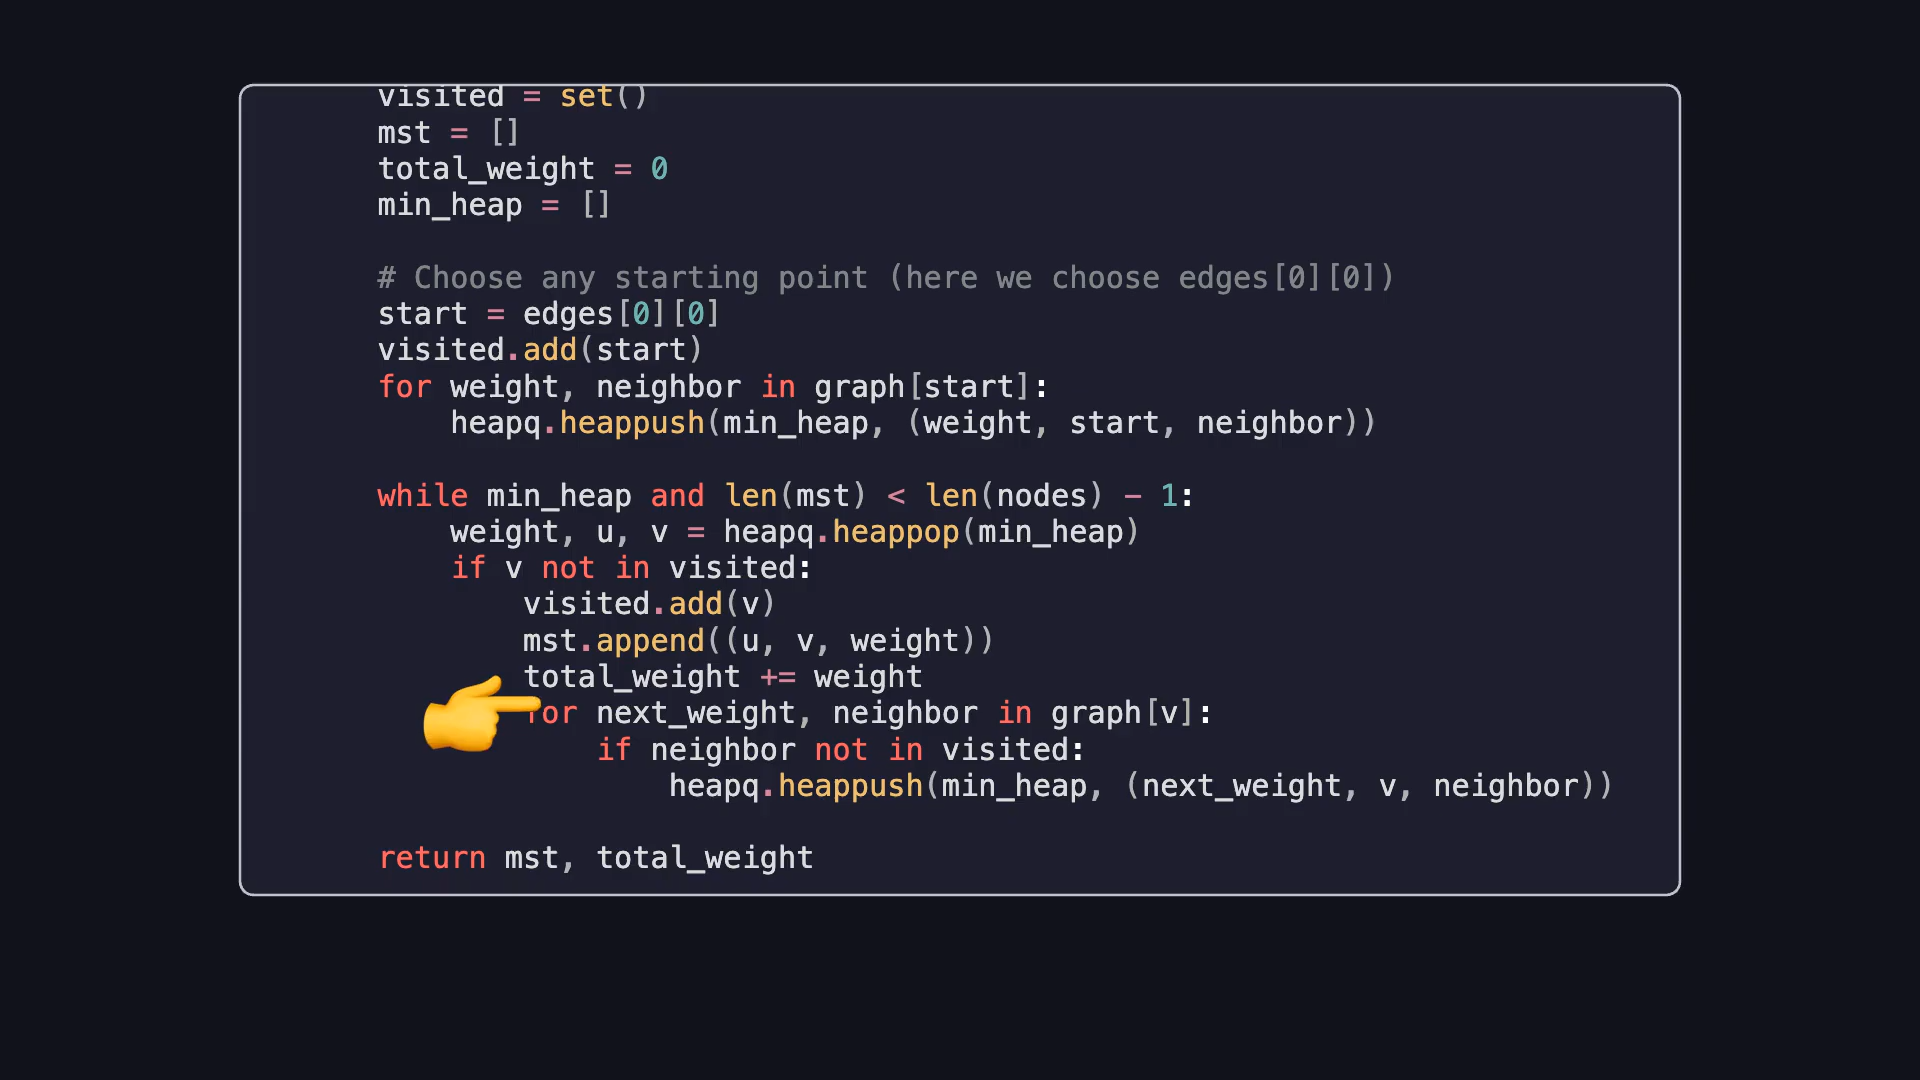 visited = set()
mst = []
total_weight = 0
min_heap = []
# Choose any starting point (here we choose edges[0][0])
start = edges[0][0]
visited.add(start)
for weight, neighbor in graph[start]:
heapq.heappush(min_heap, (weight, start, neighbor))
while min_heap and len(mst) < len(nodes) - 1:
weight, u, v = heapq.heappop(min_heap)
if v not in visited:
visited.add(v)
mst.append((u, v, weight))
total_weight += weight
for next_weight, neighbor in graph[v]:
if neighbor not in visited:
heapq.heappush(min_heap, (next_weight, v, neighbor))
return mst, total_weight